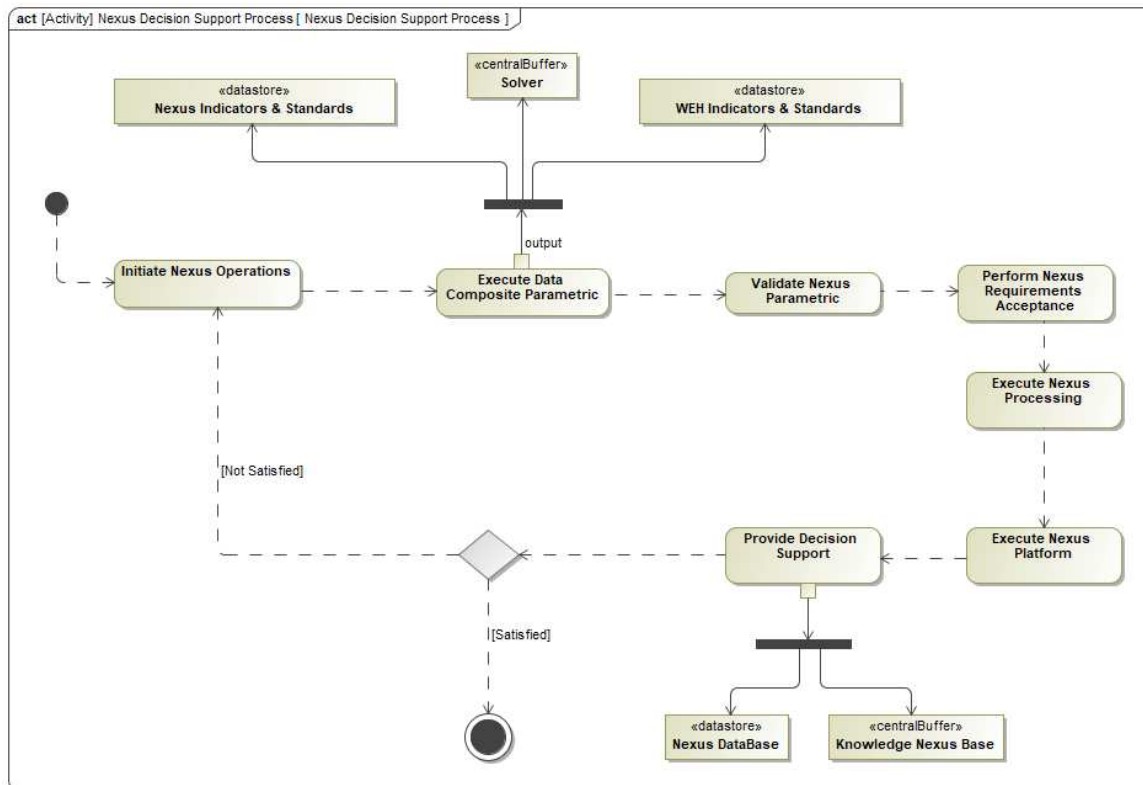 act [Activity] Nexus Decision Support Process [ Nexus Decision Support Process ]
«centralBuffer»
Solver
«datastore»
Nexus Indicators & Standards
«datastore»
WEH Indicators & Standards
output
Initiate Nexus Operations
Execute Data
Composite Parametric
Validate Nexus
Parametric
Perform Nexus
Requirements
Acceptance
Execute Nexus
Processing
[Not Satisfied]
Provide Decision
Support
Execute Nexus
Platform
[Satisfied]
«datastore»
Nexus DataBase
«centralBuffer»
Knowledge Nexus Base